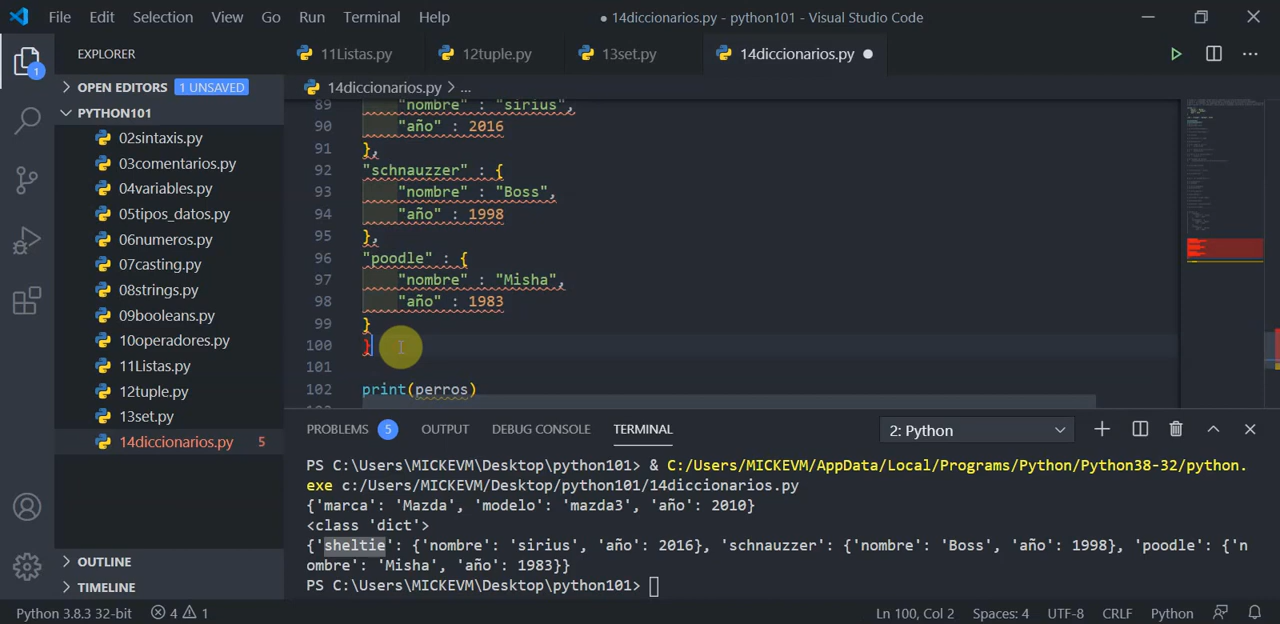 File Edit Selection View Go Run Terminal Help ● 14diccionarios.py - python101 - Visual Studio Code
EXPLORER
11Listas.py 12tuple.py 13set.py 14diccionarios.py ●
OPEN EDITORS 1 UNSAVED
14diccionarios.py > ...
PYTHON101
02sintaxis.py
03comentarios.py
04variables.py
05tipos_datos.py
06numeros.py
07casting.py
08strings.py
09booleans.py
10operadores.py
11Listas.py
12tuple.py
13set.py
14diccionarios.py 5
OUTLINE
TIMELINE
1
89 "nombre" : "sirius",
90 "año" : 2016
91 },
92 "schnauzzer" : {
93 "nombre" : "Boss",
94 "año" : 1998
95 },
96 "poodle" : {
97 "nombre" : "Misha",
98 "año" : 1983
99 }
100 }
101
102 print(perros)
PROBLEMS 5 OUTPUT DEBUG CONSOLE TERMINAL 2: Python
PS C:\Users\MICKEVM\Desktop\python101> & C:/Users/MICKEVM/AppData/Local/Programs/Python/Python38-32/python.
exe c:/Users/MICKEVM/Desktop/python101/14diccionarios.py
{'marca': 'Mazda', 'modelo': 'mazda3', 'año': 2010}
<class 'dict'>
{'sheltie': {'nombre': 'sirius', 'año': 2016}, 'schnauzzer': {'nombre': 'Boss', 'año': 1998}, 'poodle': {'n
ombre': 'Misha', 'año': 1983}}
PS C:\Users\MICKEVM\Desktop\python101>
Python 3.8.3 32-bit 4 1 Ln 100, Col 2 Spaces: 4 UTF-8 CRLF Python